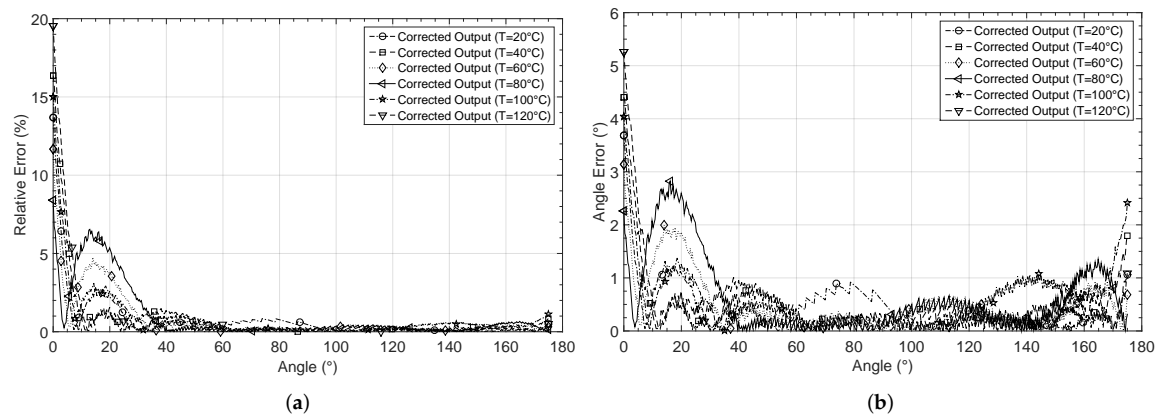 20
15
10
5
0
Relative Error (%)
Corrected Output (T=20°C)
Corrected Output (T=40°C)
Corrected Output (T=60°C)
Corrected Output (T=80°C)
Corrected Output (T=100°C)
Corrected Output (T=120°C)
0 20 40 60 80 100 120 140 160 180
Angle (°)
(a)
6
5
4
3
2
1
0
Angle Error (°)
Corrected Output (T=20°C)
Corrected Output (T=40°C)
Corrected Output (T=60°C)
Corrected Output (T=80°C)
Corrected Output (T=100°C)
Corrected Output (T=120°C)
0 20 40 60 80 100 120 140 160 180
Angle (°)
(b)